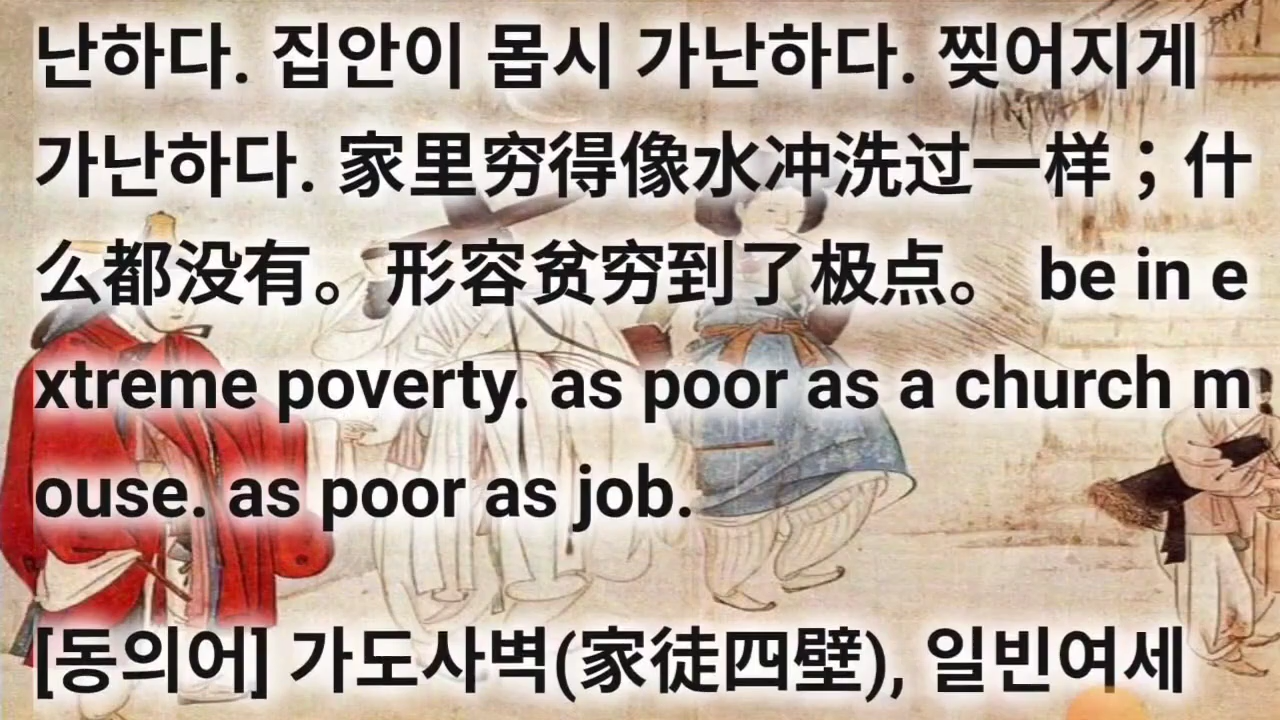 난하다. 집안이 몹시 가난하다. 찢어지게
가난하다. 家里穷得像水冲洗过一样；什
么都没有。形容贫穷到了极点。 be in e
xtreme poverty. as poor as a church m
ouse. as poor as job.
[동의어] 가도사벽(家徒四壁), 일빈여세